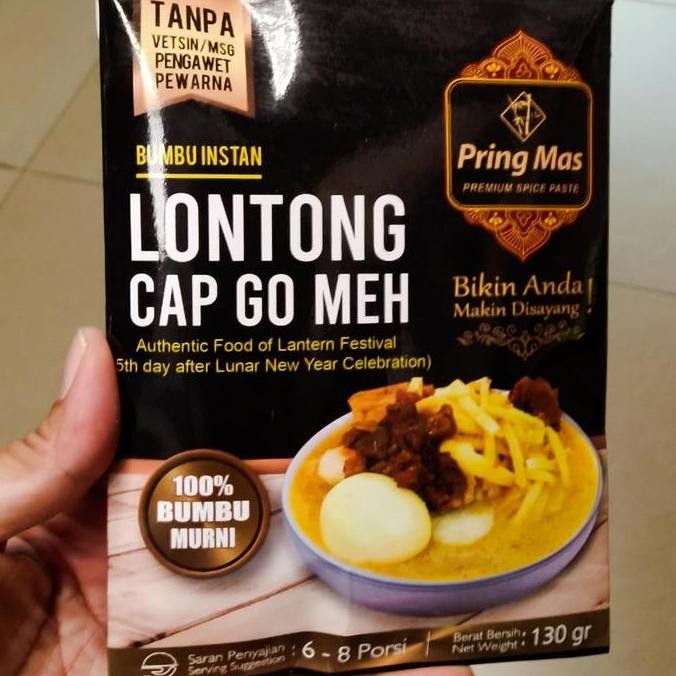 TANPA
VETSIN/MSG
PENGAWET
PEWARNA
Pring Mas
PREMIUM SPICE PASTE
BUMBU INSTAN
LONTONG
CAP GO MEH
Bikin Anda
Makin Disayang !
Authentic Food of Lantern Festival
5th day after Lunar New Year Celebration)
100%
BUMBU
MURNI
Saran Penyajian
Serving Suggestion : 6 - 8 Porsi
Berat Bersih
Net Weight : 130 gr